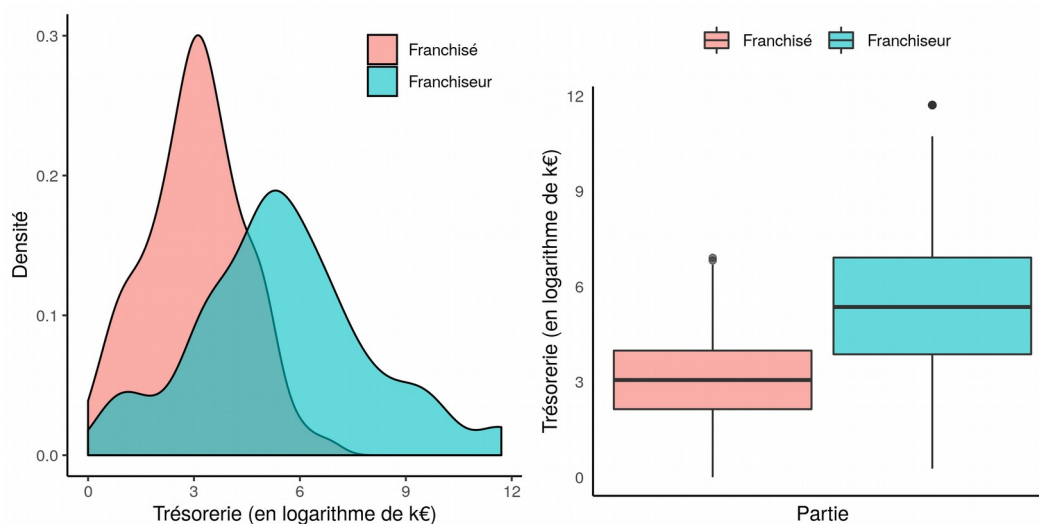 0.3
0.2
0.1
0.0
Densité
Franchisé
Franchiseur
0 3 6 9 12
Trésorerie (en logarithme de k€)
Franchisé Franchiseur
12
9
6
3
0
Trésorerie (en logarithme de k€)
Partie